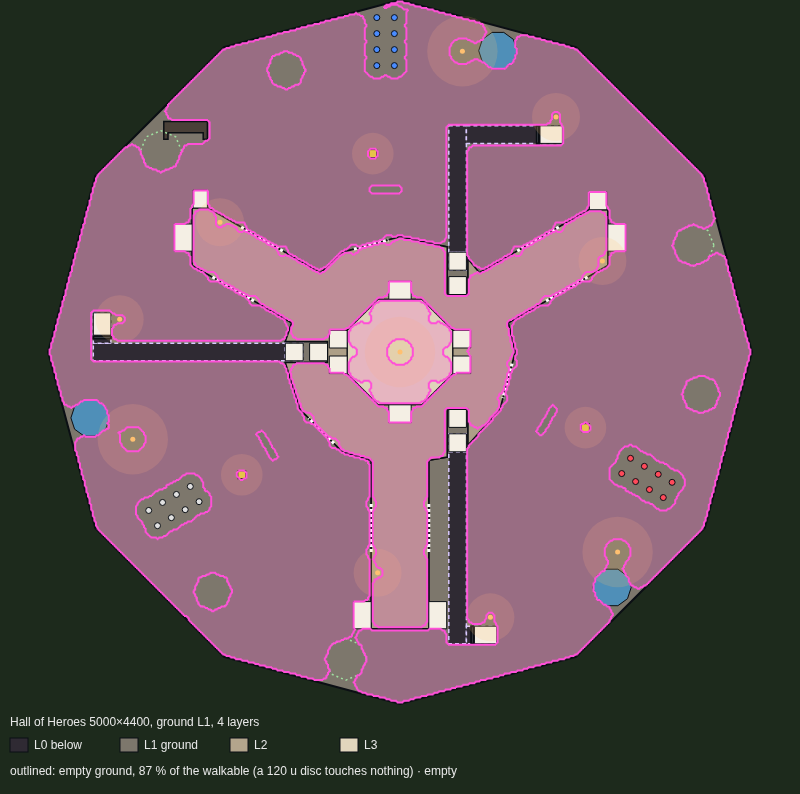 Hall of Heroes 5000×4400, ground L1, 4 layers
L0 below
L1 ground
L2
L3
outlined: empty ground, 87 % of the walkable (a 120 u disc touches nothing) · empty